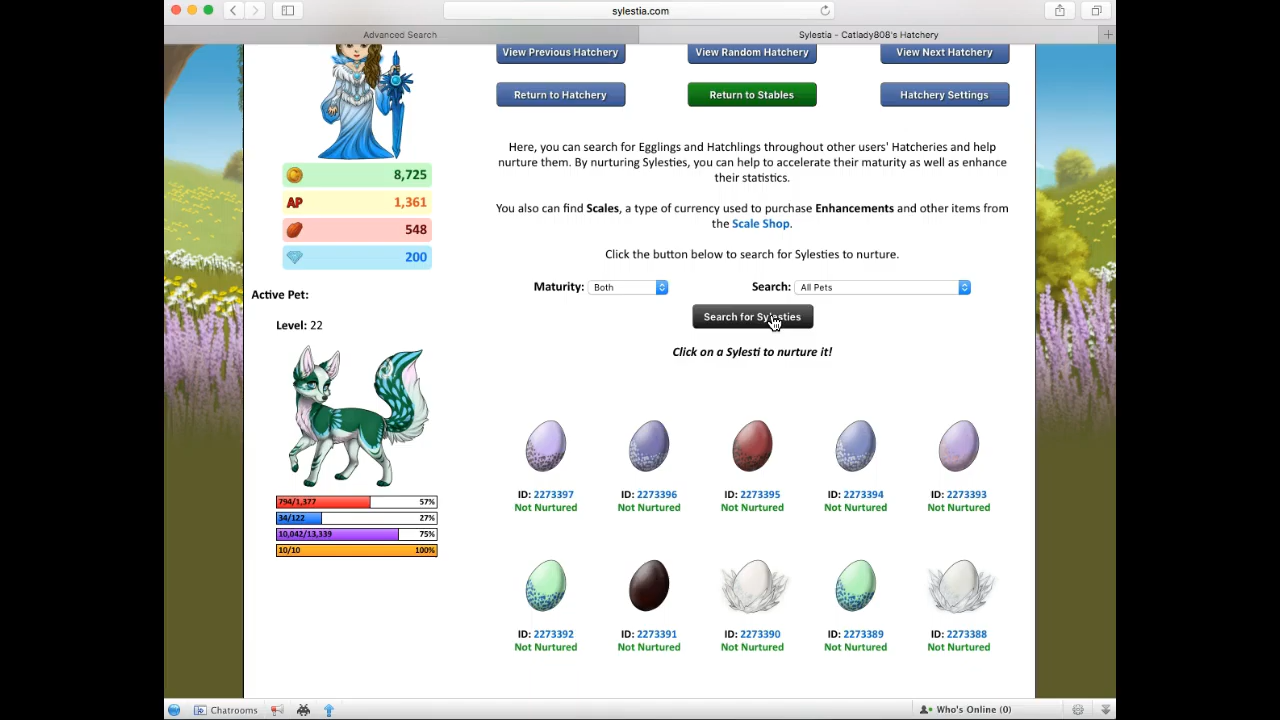 sylestia.com
Advanced Search
Sylestia - Catlady808's Hatchery
View Previous Hatchery
View Random Hatchery
View Next Hatchery
Return to Hatchery
Return to Stables
Hatchery Settings
Here, you can search for Egglings and Hatchlings throughout other users' Hatcheries and help
nurture them. By nurturing Sylesties, you can help to accelerate their maturity as well as enhance
their statistics.
You also can find Scales, a type of currency used to purchase Enhancements and other items from
the Scale Shop.
Click the button below to search for Sylesties to nurture.
Maturity: Both
Search: All Pets
Search for Sylesties
Click on a Sylesti to nurture it!
8,725
AP 1,361
548
200
Active Pet:
Level: 22
794/1,377 57%
34/122 27%
10,042/13,339 75%
10/10 100%
ID: 2273397 ID: 2273396 ID: 2273395 ID: 2273394 ID: 2273393
Not Nurtured Not Nurtured Not Nurtured Not Nurtured Not Nurtured
ID: 2273392 ID: 2273391 ID: 2273390 ID: 2273389 ID: 2273388
Not Nurtured Not Nurtured Not Nurtured Not Nurtured Not Nurtured
Chatrooms
Who's Online (0)